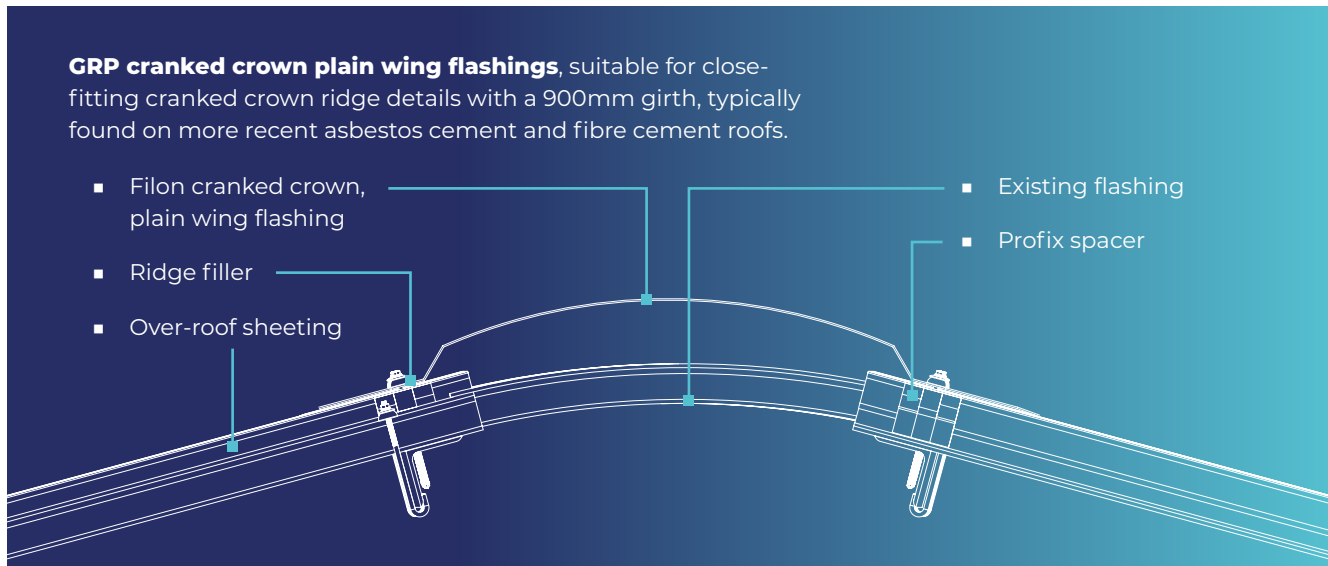 GRP cranked crown plain wing flashings, suitable for close-
fitting cranked crown ridge details with a 900mm girth, typically
found on more recent asbestos cement and fibre cement roofs.
Filon cranked crown,
plain wing flashing
Ridge filler
Over-roof sheeting
Existing flashing
Profix spacer